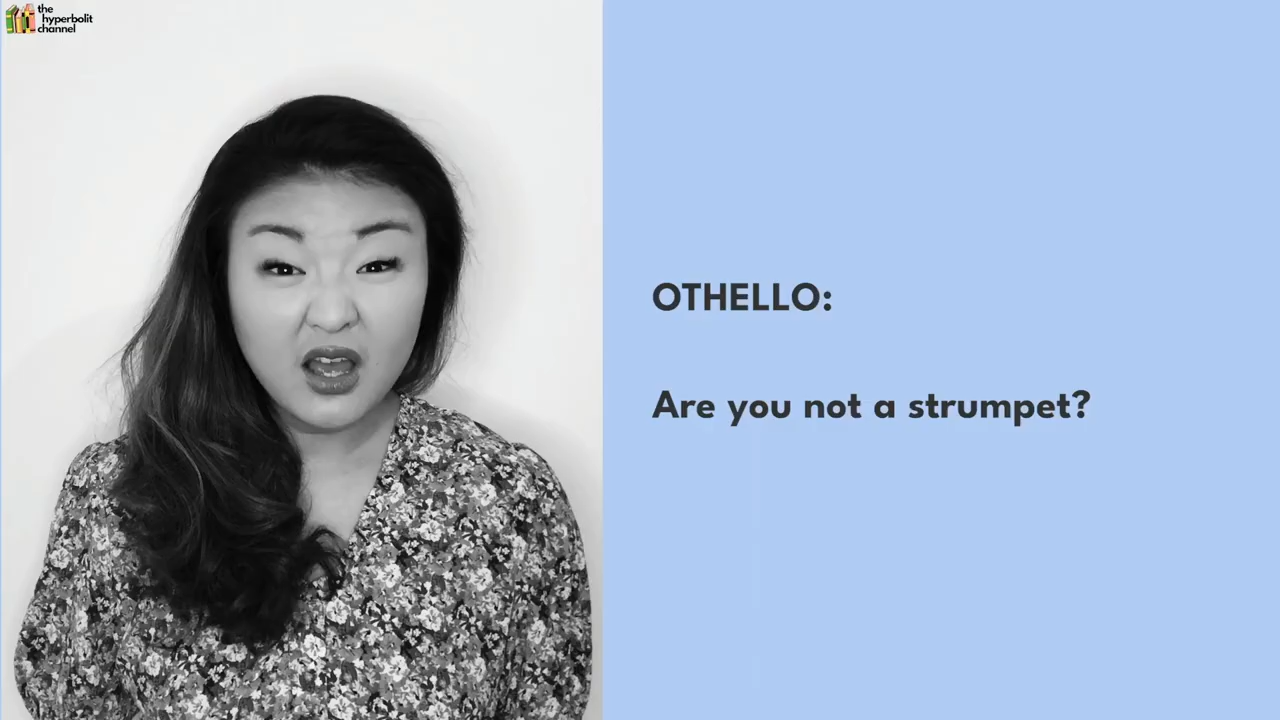 the
hyperbolit
channel
OTHELLO:
Are you not a strumpet?